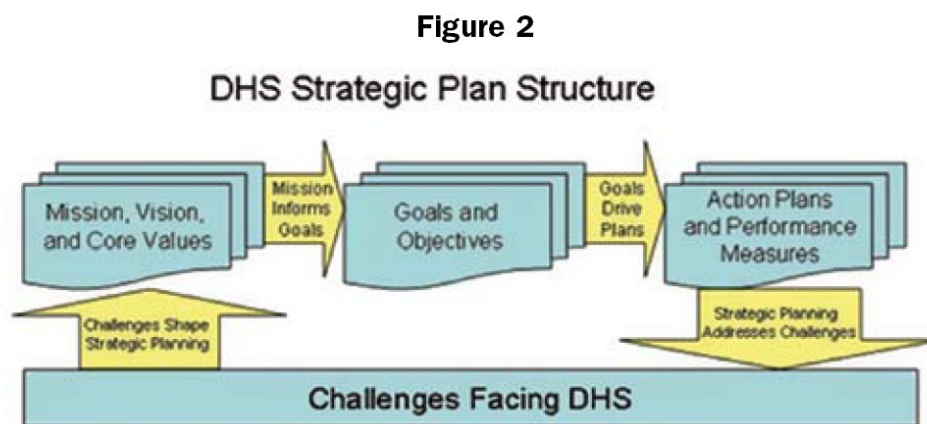 Figure 2
DHS Strategic Plan Structure
Mission, Vision,
and Core Values
Mission
Informs
Goals
Goals and
Objectives
Goals
Drive
Plans
Action Plans
and Performance
Measures
Challenges Shape
Strategic Planning
Strategic Planning
Addresses Challenges
Challenges Facing DHS